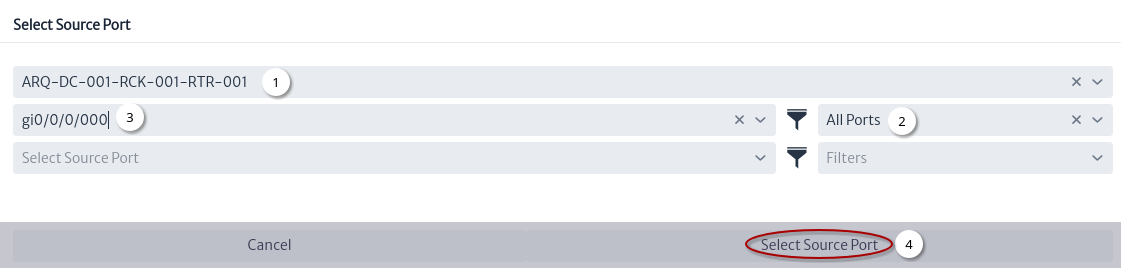 Select Source Port
ARQ-DC-001-RCK-001-RTR-001 1
gi0/0/0/000 3 All Ports 2
Select Source Port Filters
Cancel Select Source Port 4